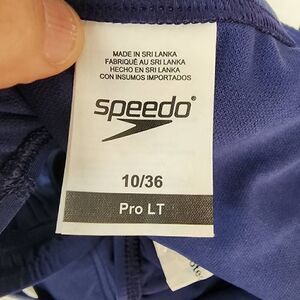 MADE IN SRI LANKA
FABRIQUÉ AU SRI LANKA
HECHO EN SRI LANKA
CON INSUMOS IMPORTADOS
speedo®
10/36
Pro LT